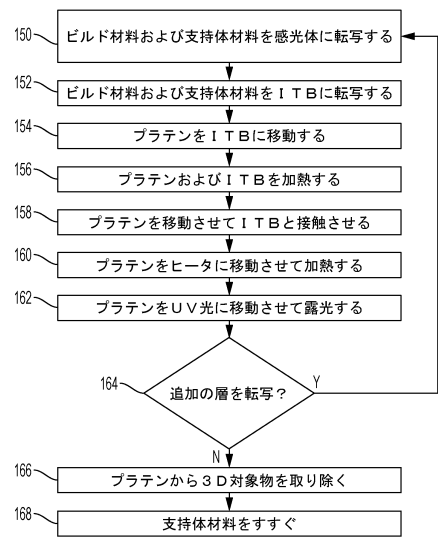 150
ビルド材料および支持体材料を感光体に転写する
152
ビルド材料および支持体材料をＩＴＢに転写する
154
プラテンをＩＴＢに移動する
156
プラテンおよびＩＴＢを加熱する
158
プラテンを移動させてＩＴＢと接触させる
160
プラテンをヒータに移動させて加熱する
162
プラテンをＵＶ光に移動させて露光する
164
追加の層を転写？
Y
N
166
プラテンから３Ｄ対象物を取り除く
168
支持体材料をすすぐ